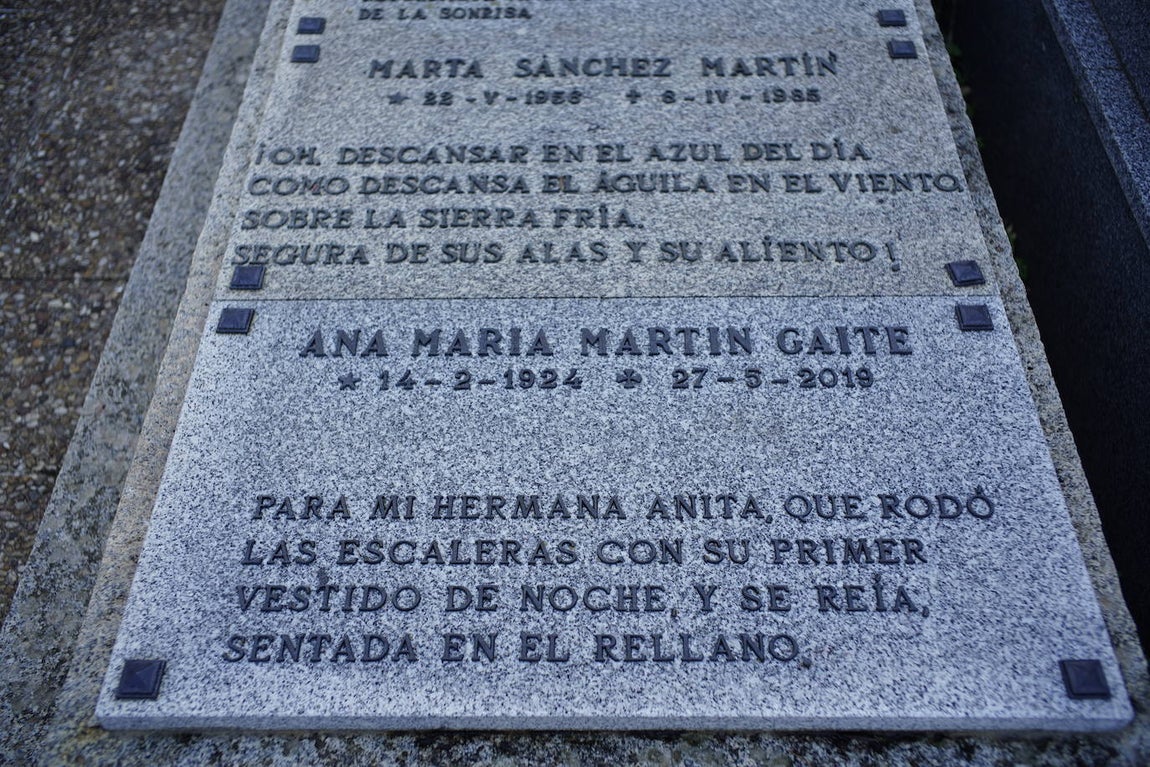 DE LA SONRISA
MARTA SÁNCHEZ MARTÍN
★ 22-V-1956 ✝ 8-IV-1985
¡OH, DESCANSAR EN EL AZUL DEL DÍA
COMO DESCANSA EL ÁGUILA EN EL VIENTO
SOBRE LA SIERRA FRÍA.
SEGURA DE SUS ALAS Y SU ALIENTO!
ANA MARIA MARTIN GAITE
★ 14-2-1924 ✝ 27-5-2019
PARA MI HERMANA ANITA, QUE RODÓ
LAS ESCALERAS CON SU PRIMER
VESTIDO DE NOCHE, Y SE REÍA,
SENTADA EN EL RELLANO.